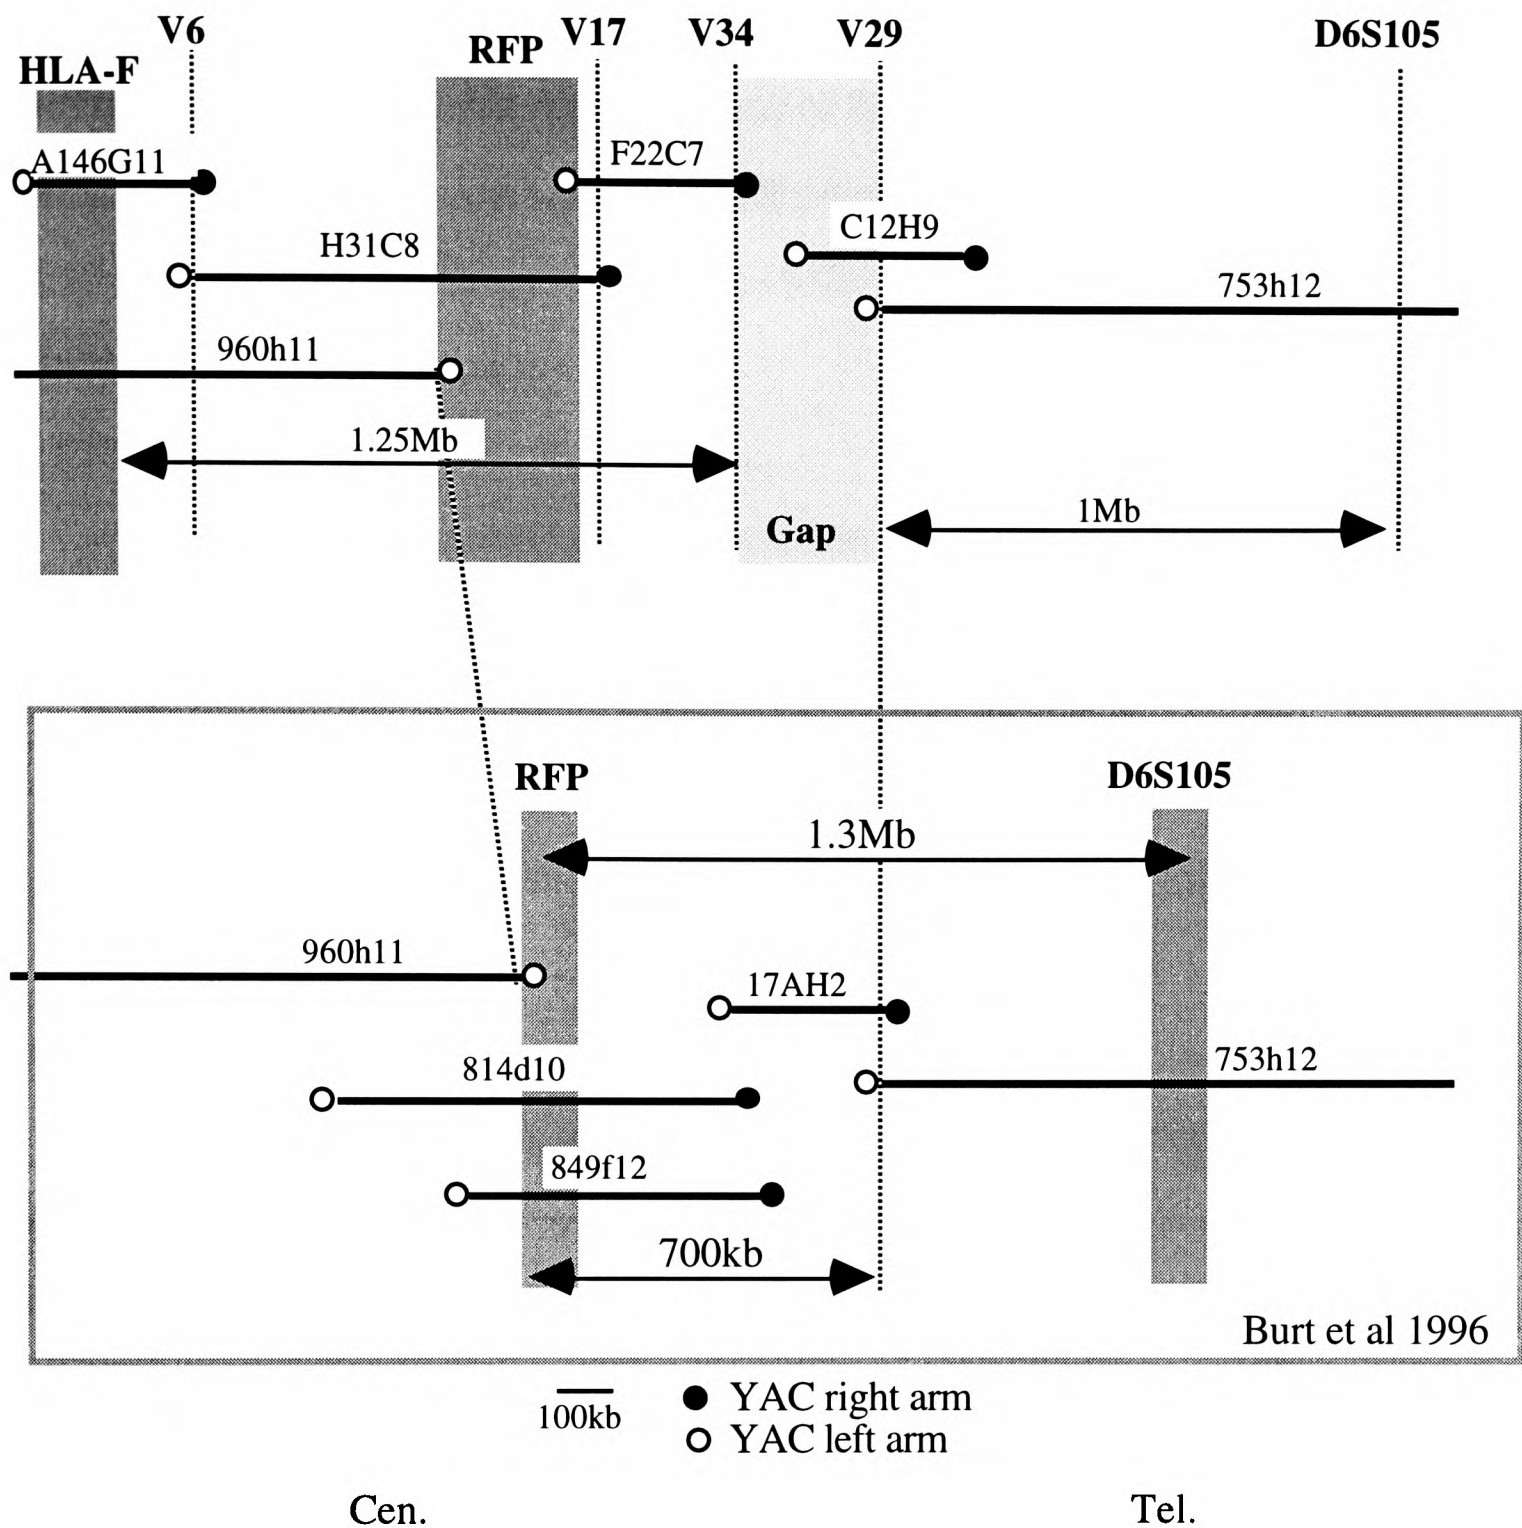 V6
RFP
V17
V34
V29
D6S105
HLA-F
A146G11
F22C7
C12H9
H31C8
753h12
960h11
1.25Mb
1Mb
Gap
RFP
D6S105
1.3Mb
960h11
17AH2
814d10
753h12
849f12
700kb
Burt et al 1996
100kb
YAC right arm
YAC left arm
Cen.
Tel.